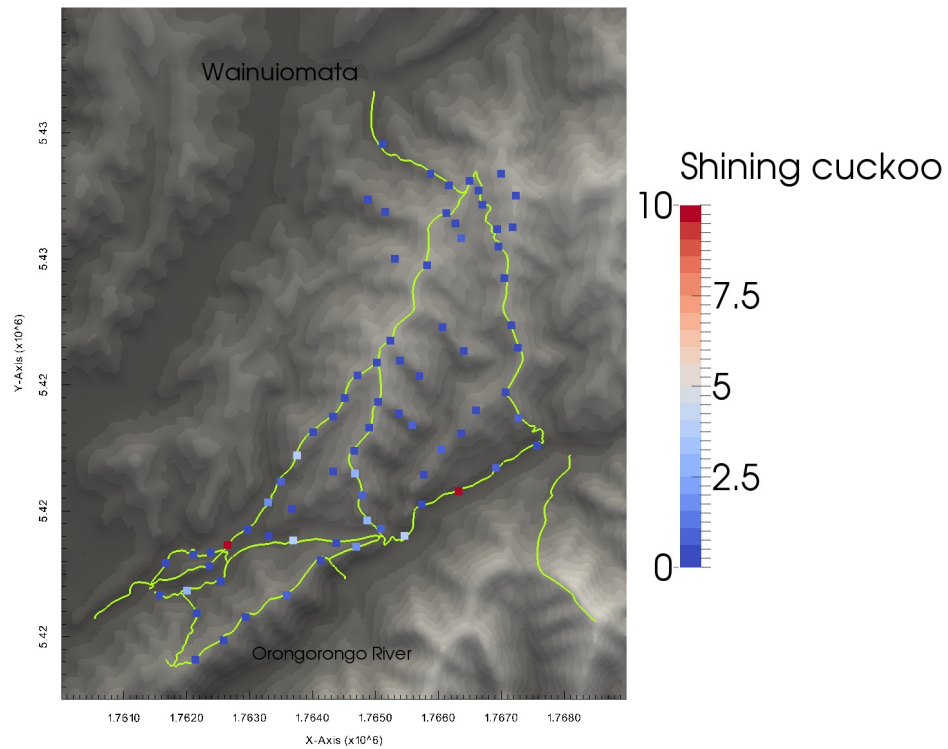 Wainuiomata
Shining cuckoo
10
7.5
5
2.5
0
5.43
5.43
5.42
5.42
5.42
Y-Axis (x10^6)
Orongorongo River
1.7610 1.7620 1.7630 1.7640 1.7650 1.7660 1.7670 1.7680
X-Axis (x10^6)